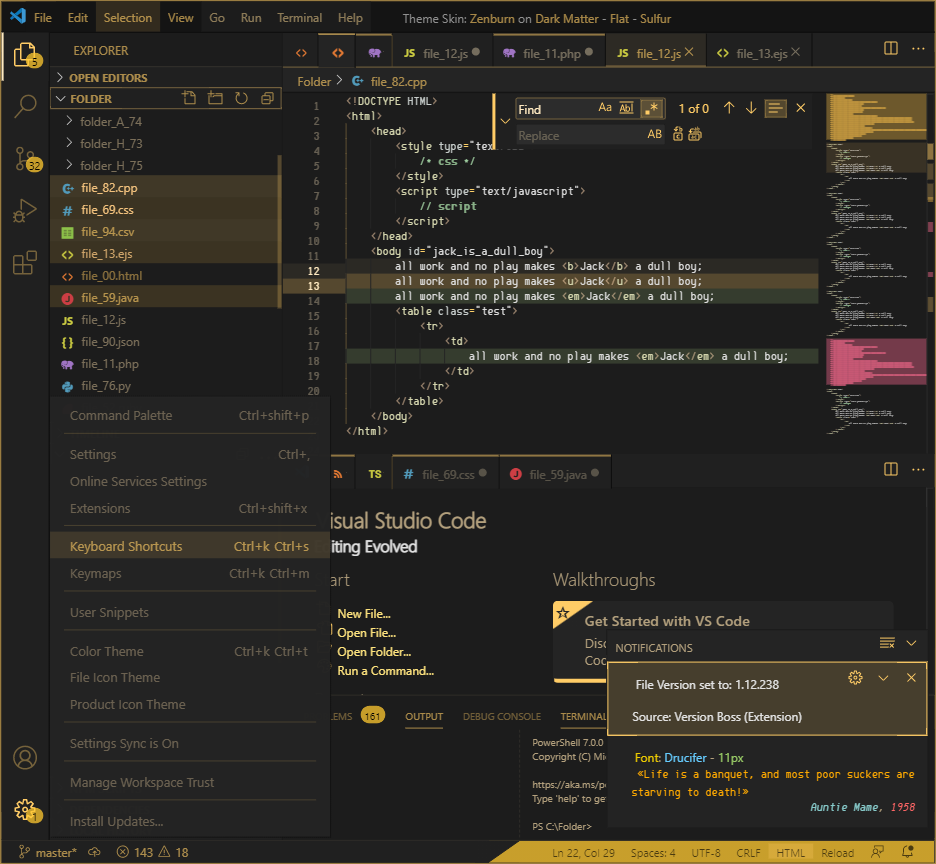 File Edit Selection View Go Run Terminal Help Theme Skin: Zenburn on Dark Matter - Flat - Sulfur
5
EXPLORER
OPEN EDITORS
FOLDER
folder_A_74
folder_H_73
folder_H_75
file_82.cpp
file_69.css
file_94.csv
file_13.ejs
file_00.html
file_59.java
JS file_12.js
{} file_90.json
file_11.php
file_76.py
32
JS file_12.js file_11.php JS file_12.js file_13.ejs
Folder file_82.cpp
Find Aa Abl .* 1 of 0
Replace AB
1 <!DOCTYPE HTML>
2 <html>
3 <head>
4 <style type="tex
5 /* css */
6 </style>
7 <script type="text/javascript">
8 // script
9 </script>
10 </head>
11 <body id="jack_is_a_dull_boy">
12 all work and no play makes <b>Jack</b> a dull boy;
13 all work and no play makes <u>Jack</u> a dull boy;
14 all work and no play makes <em>Jack</em> a dull boy;
15 <table class="test">
16 <tr>
17 <td>
18 all work and no play makes <em>Jack</em> a dull boy;
19 </td>
20 </tr>
</table>
</body>
</html>
Command Palette Ctrl+shift+p
Settings Ctrl+,
Online Services Settings
Extensions Ctrl+shift+x
Keyboard Shortcuts Ctrl+k Ctrl+s
Keymaps Ctrl+k Ctrl+m
User Snippets
Color Theme Ctrl+k Ctrl+t
File Icon Theme
Product Icon Theme
Settings Sync is On
Manage Workspace Trust
Install Updates...
1
TS # file_69.css file_59.java
isual Studio Code
iting Evolved
art
New File...
Open File...
Open Folder...
Run a Command...
Walkthroughs
Get Started with VS Code
Disc
Coc
NOTIFICATIONS
File Version set to: 1.12.238
Source: Version Boss (Extension)
Font: Drucifer - 11px
«Life is a banquet, and most poor suckers are
starving to death!»
Auntie Mame, 1958
LEMS 161 OUTPUT DEBUG CONSOLE TERMINAL
PowerShell 7.0.0
Copyright (C) Mi
https://aka.ms/p
Type 'help' to ge
PS C:\Folder>
master* 143 18 Ln 22, Col 29 Spaces: 4 UTF-8 CRLF HTML Reload